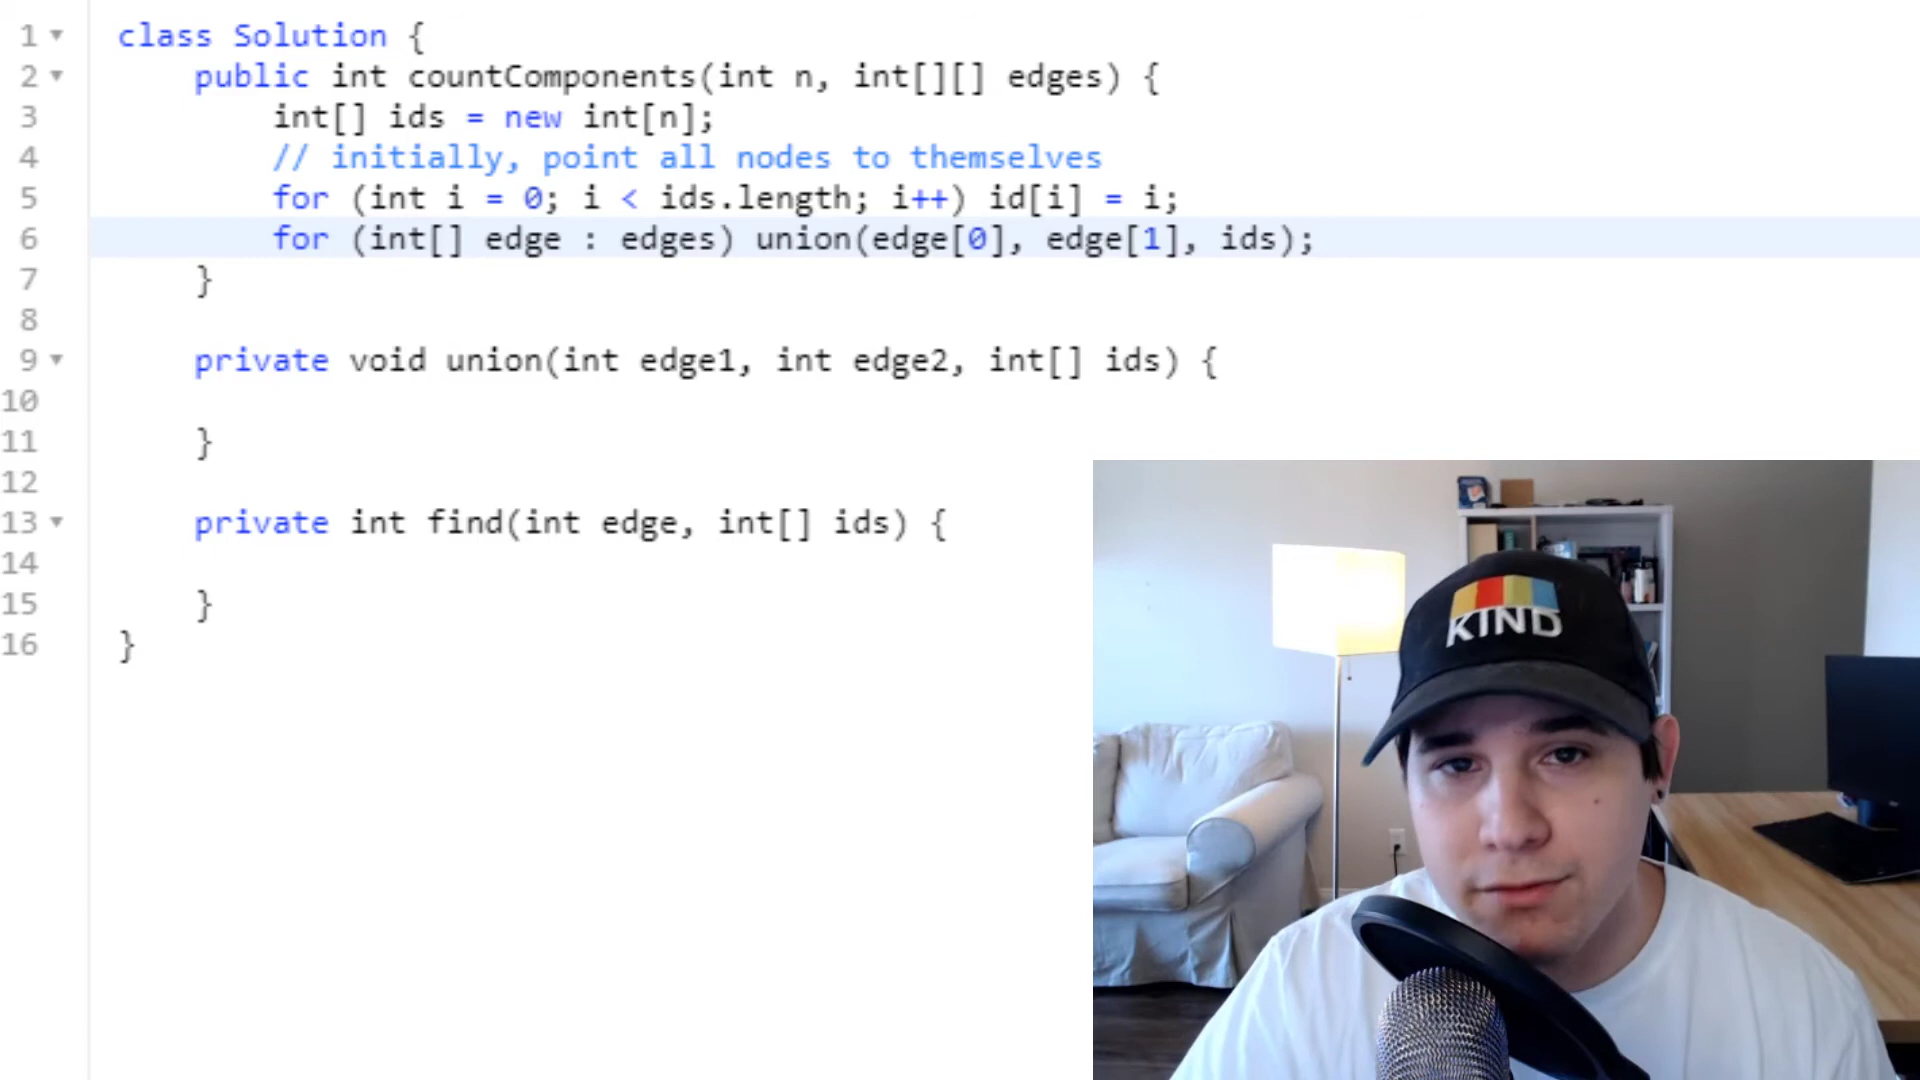 1 class Solution {
2 public int countComponents(int n, int[][] edges) {
3 int[] ids = new int[n];
4 // initially, point all nodes to themselves
5 for (int i = 0; i < ids.length; i++) id[i] = i;
6 for (int[] edge : edges) union(edge[0], edge[1], ids);
7 }
8
9 private void union(int edge1, int edge2, int[] ids) {
10
11 }
12
13 private int find(int edge, int[] ids) {
14
15 }
16 }
KIND